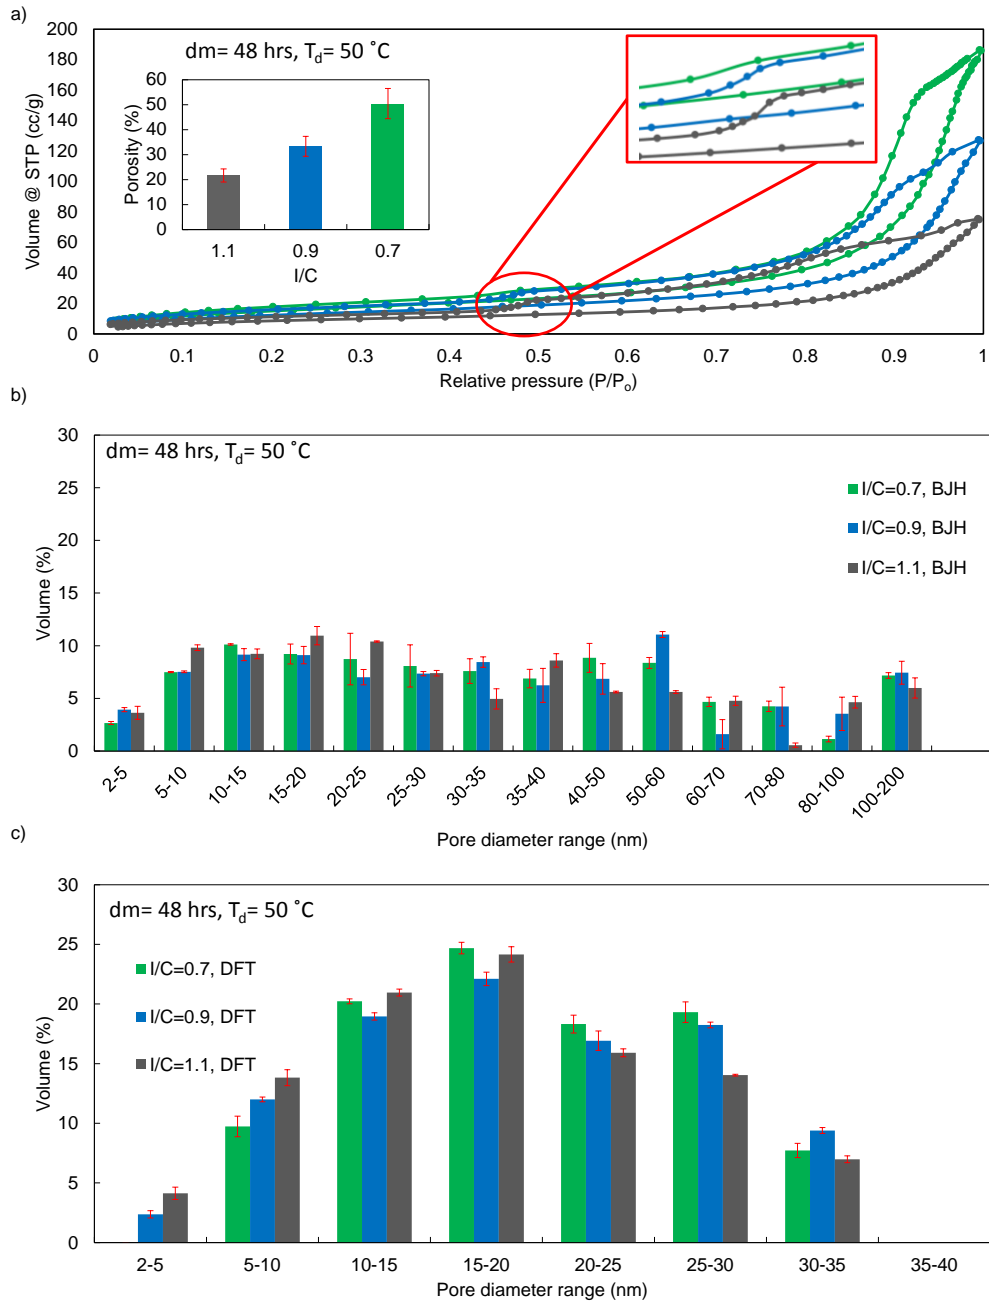 a)
200
180
160
140
120
100
80
60
40
20
0
Volume @ STP (cc/g)
dm= 48 hrs, Td= 50 ˚C
60
50
40
30
20
10
0
Porosity (%)
1.1 0.9 0.7
I/C
0 0.1 0.2 0.3 0.4 0.5 0.6 0.7 0.8 0.9 1
Relative pressure (P/Po)
b)
30
25
20
15
10
5
0
Volume (%)
dm= 48 hrs, Td= 50 ˚C
I/C=0.7, BJH
I/C=0.9, BJH
I/C=1.1, BJH
2-5 5-10 10-15 15-20 20-25 25-30 30-35 35-40 40-50 50-60 60-70 70-80 80-100 100-200
Pore diameter range (nm)
c)
30
25
20
15
10
5
0
Volume (%)
dm= 48 hrs, Td= 50 ˚C
I/C=0.7, DFT
I/C=0.9, DFT
I/C=1.1, DFT
2-5 5-10 10-15 15-20 20-25 25-30 30-35 35-40
Pore diameter range (nm)